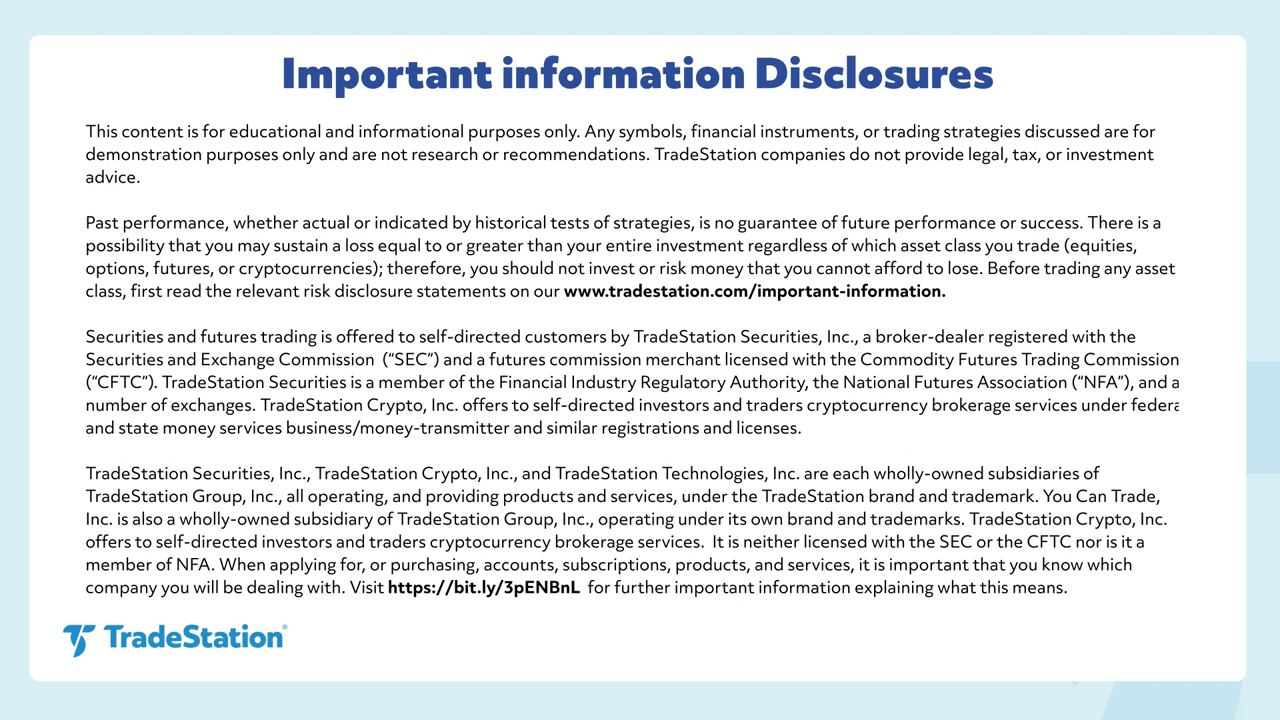 Important information Disclosures
This content is for educational and informational purposes only. Any symbols, financial instruments, or trading strategies discussed are for
demonstration purposes only and are not research or recommendations. TradeStation companies do not provide legal, tax, or investment
advice.
Past performance, whether actual or indicated by historical tests of strategies, is no guarantee of future performance or success. There is a
possibility that you may sustain a loss equal to or greater than your entire investment regardless of which asset class you trade (equities,
options, futures, or cryptocurrencies); therefore, you should not invest or risk money that you cannot afford to lose. Before trading any asset
class, first read the relevant risk disclosure statements on our www.tradestation.com/important-information.
Securities and futures trading is offered to self-directed customers by TradeStation Securities, Inc., a broker-dealer registered with the
Securities and Exchange Commission (“SEC”) and a futures commission merchant licensed with the Commodity Futures Trading Commission
(“CFTC”). TradeStation Securities is a member of the Financial Industry Regulatory Authority, the National Futures Association (“NFA”), and a
number of exchanges. TradeStation Crypto, Inc. offers to self-directed investors and traders cryptocurrency brokerage services under federa
and state money services business/money-transmitter and similar registrations and licenses.
TradeStation Securities, Inc., TradeStation Crypto, Inc., and TradeStation Technologies, Inc. are each wholly-owned subsidiaries of
TradeStation Group, Inc., all operating, and providing products and services, under the TradeStation brand and trademark. You Can Trade,
Inc. is also a wholly-owned subsidiary of TradeStation Group, Inc., operating under its own brand and trademarks. TradeStation Crypto, Inc.
offers to self-directed investors and traders cryptocurrency brokerage services. It is neither licensed with the SEC or the CFTC nor is it a
member of NFA. When applying for, or purchasing, accounts, subscriptions, products, and services, it is important that you know which
company you will be dealing with. Visit https://bit.ly/3pENBnL for further important information explaining what this means.
TradeStation®